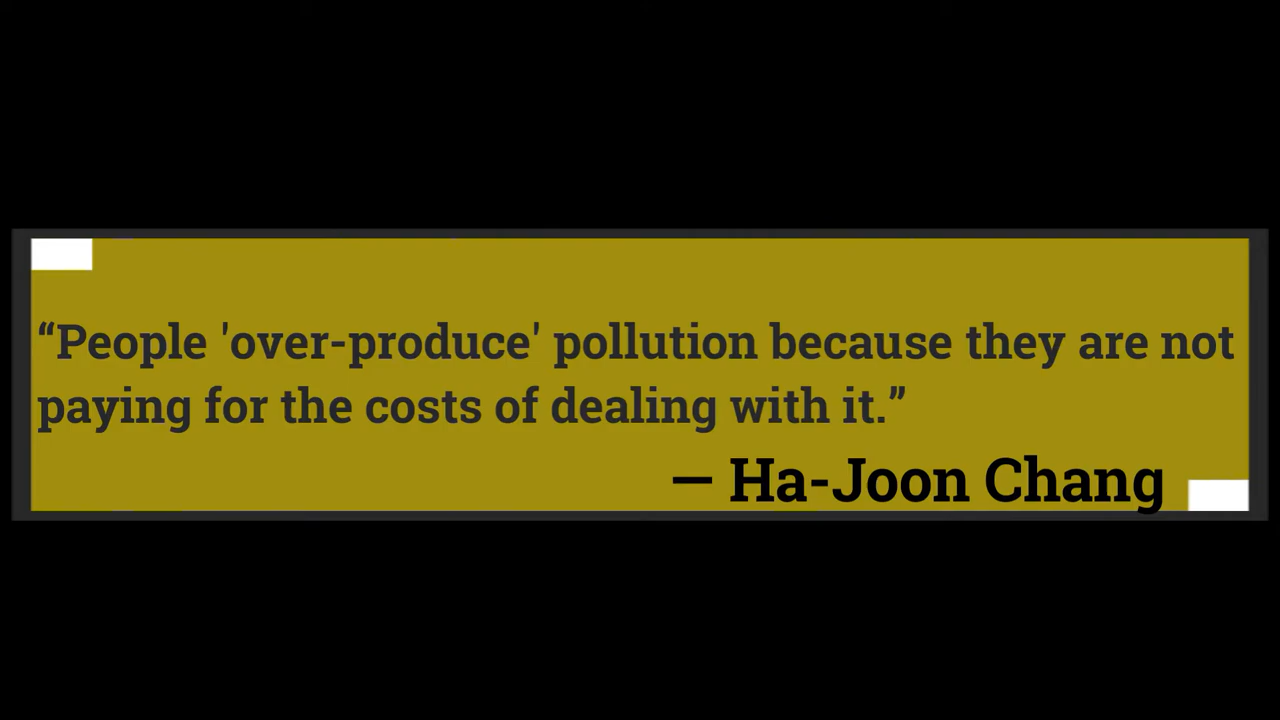 “People 'over-produce' pollution because they are not
paying for the costs of dealing with it.”
— Ha-Joon Chang